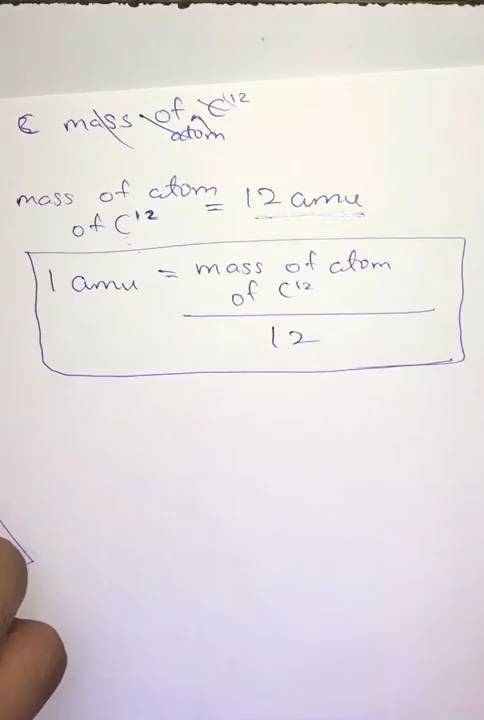 C mass of C¹²
atom
mass of atom = 12 amu
of C¹²
1 amu = mass of atom
of C¹²
12